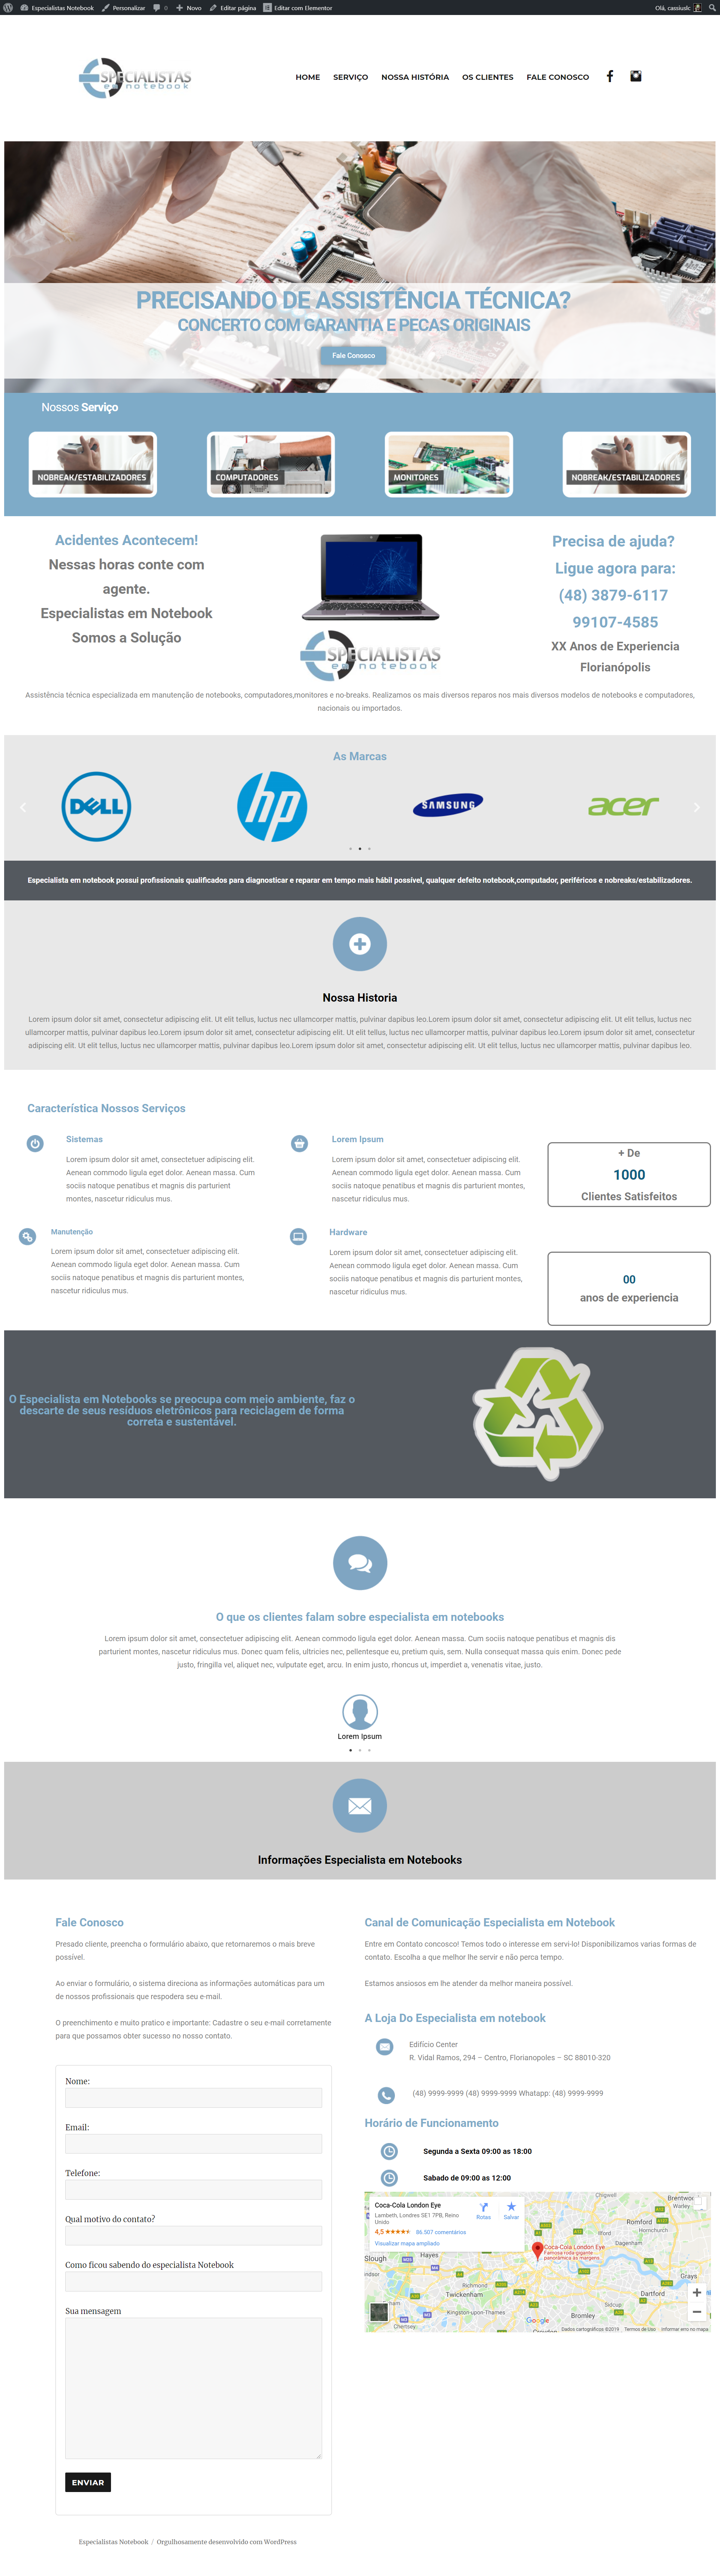 Especialistas Notebook Personalizar 0 Novo Editar página Editar com Elementor Olá, cassiuslc
ESPECIALISTAS
em notebook
HOME SERVIÇO NOSSA HISTÓRIA OS CLIENTES FALE CONOSCO
PRECISANDO DE ASSISTÊNCIA TÉCNICA?
CONCERTO COM GARANTIA E PECAS ORIGINAIS
Fale Conosco
Nossos Serviço
NOBREAK/ESTABILIZADORES
COMPUTADORES
MONITORES
NOBREAK/ESTABILIZADORES
Acidentes Acontecem!
Nessas horas conte com
agente.
Especialistas em Notebook
Somos a Solução
ESPECIALISTAS
em notebook
Precisa de ajuda?
Ligue agora para:
(48) 3879-6117
99107-4585
XX Anos de Experiencia
Florianópolis
Assistência técnica especializada em manutenção de notebooks, computadores,monitores e no-breaks. Realizamos os mais diversos reparos nos mais diversos modelos de notebooks e computadores,
nacionais ou importados.
As Marcas
DELL
hp
SAMSUNG
acer
Especialista em notebook possui profissionais qualificados para diagnosticar e reparar em tempo mais hábil possível, qualquer defeito notebook,computador, periféricos e nobreaks/estabilizadores.
Nossa Historia
Lorem ipsum dolor sit amet, consectetur adipiscing elit. Ut elit tellus, luctus nec ullamcorper mattis, pulvinar dapibus leo.Lorem ipsum dolor sit amet, consectetur adipiscing elit. Ut elit tellus, luctus nec
ullamcorper mattis, pulvinar dapibus leo.Lorem ipsum dolor sit amet, consectetur adipiscing elit. Ut elit tellus, luctus nec ullamcorper mattis, pulvinar dapibus leo.Lorem ipsum dolor sit amet, consectetur
adipiscing elit. Ut elit tellus, luctus nec ullamcorper mattis, pulvinar dapibus leo.Lorem ipsum dolor sit amet, consectetur adipiscing elit. Ut elit tellus, luctus nec ullamcorper mattis, pulvinar dapibus leo.
Característica Nossos Serviços
Sistemas
Lorem ipsum dolor sit amet, consectetuer adipiscing elit.
Aenean commodo ligula eget dolor. Aenean massa. Cum
sociis natoque penatibus et magnis dis parturient
montes, nascetur ridiculus mus.
Lorem Ipsum
Lorem ipsum dolor sit amet, consectetuer adipiscing elit.
Aenean commodo ligula eget dolor. Aenean massa. Cum
sociis natoque penatibus et magnis dis parturient montes,
nascetur ridiculus mus.
+ De
1000
Clientes Satisfeitos
Manutenção
Lorem ipsum dolor sit amet, consectetuer adipiscing elit.
Aenean commodo ligula eget dolor. Aenean massa. Cum
sociis natoque penatibus et magnis dis parturient montes,
nascetur ridiculus mus.
Hardware
Lorem ipsum dolor sit amet, consectetuer adipiscing elit.
Aenean commodo ligula eget dolor. Aenean massa. Cum
sociis natoque penatibus et magnis dis parturient montes,
nascetur ridiculus mus.
00
anos de experiencia
O Especialista em Notebooks se preocupa com meio ambiente, faz o
descarte de seus resíduos eletrônicos para reciclagem de forma
correta e sustentável.
O que os clientes falam sobre especialista em notebooks
Lorem ipsum dolor sit amet, consectetuer adipiscing elit. Aenean commodo ligula eget dolor. Aenean massa. Cum sociis natoque penatibus et magnis dis
parturient montes, nascetur ridiculus mus. Donec quam felis, ultricies nec, pellentesque eu, pretium quis, sem. Nulla consequat massa quis enim. Donec pede
justo, fringilla vel, aliquet nec, vulputate eget, arcu. In enim justo, rhoncus ut, imperdiet a, venenatis vitae, justo.
Lorem Ipsum
Informações Especialista em Notebooks
Fale Conosco
Presado cliente, preencha o formulário abaixo, que retornaremos o mais breve
possível.
Ao enviar o formulário, o sistema direciona as informações automáticas para um
de nossos profissionais que respodera seu e-mail.
O preenchimento e muito pratico e importante: Cadastre o seu e-mail corretamente
para que possamos obter sucesso no nosso contato.
Nome:
Email:
Telefone:
Qual motivo do contato?
Como ficou sabendo do especialista Notebook
Sua mensagem
ENVIAR
Canal de Comunicação Especialista em Notebook
Entre em Contato concosco! Temos todo o interesse em servi-lo! Disponibilizamos varias formas de
contato. Escolha a que melhor lhe servir e não perca tempo.
Estamos ansiosos em lhe atender da melhor maneira possível.
A Loja Do Especialista em notebook
Edifício Center
R. Vidal Ramos, 294 – Centro, Florianopoles – SC 88010-320
(48) 9999-9999 (48) 9999-9999 Whatapp: (48) 9999-9999
Horário de Funcionamento
Segunda a Sexta 09:00 as 18:00
Sabado de 09:00 as 12:00
Coca-Cola London Eye
Lambeth, Londres SE1 7PB, Reino
Unido
4,5 86.507 comentários
Visualizar mapa ampliado
Rotas Salvar
Chigwell
Warley
Romford
Hornchurch
Ilford
Dagenham
Coca-Cola London Eye
Famosa roda-gigante
panorâmica às margens
Slough
Hayes
Richmond
Twickenham
Kingston-upon-Thames
Chertsey
Bromley
Sidcup
Dartford
Grays
Google
Dados cartográficos ©2019 Termos de Uso Informar erro no mapa
Especialistas Notebook / Orgulhosamente desenvolvido com WordPress